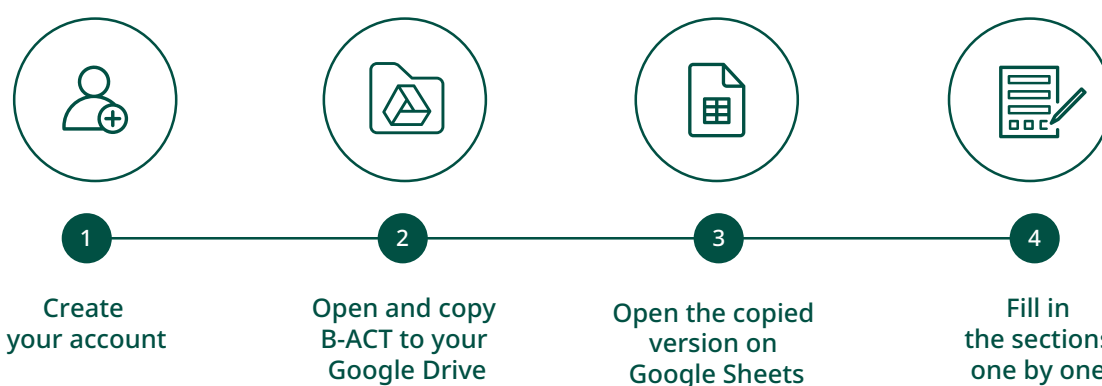 1
Create
your account
2
Open and copy
B-ACT to your
Google Drive
3
Open the copied
version on
Google Sheets
4
Fill in
the sections
one by one